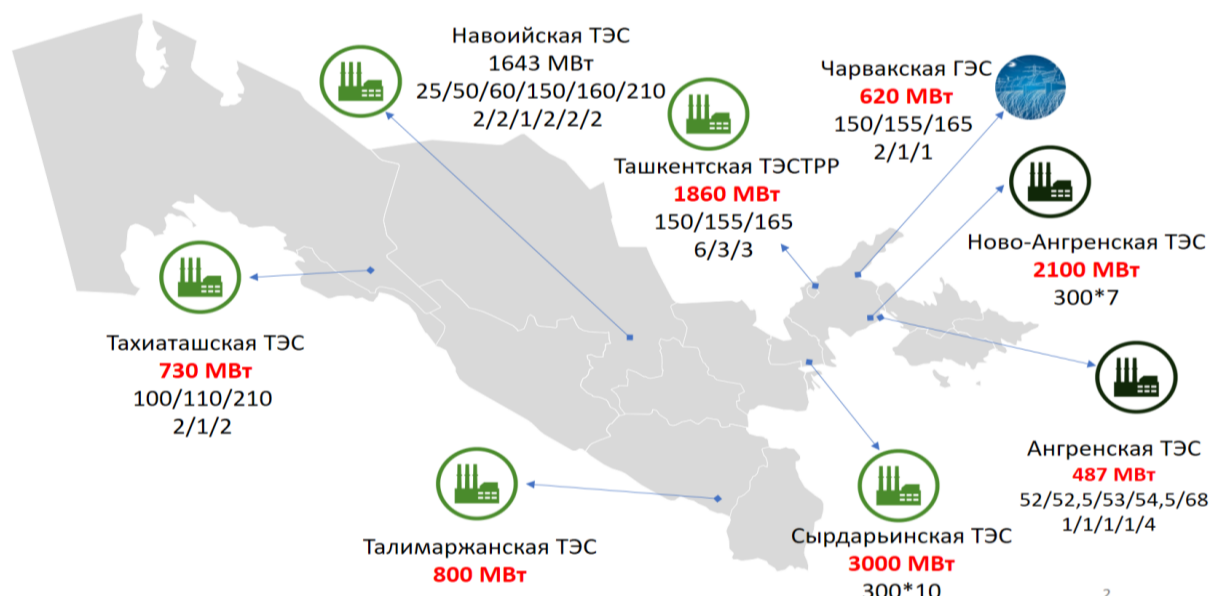 Навоийская ТЭС
1643 МВт
25/50/60/150/160/210
2/2/1/2/2/2
Ташкентская ТЭСТРР
1860 МВт
150/155/165
6/3/3
Чарвакская ГЭС
620 МВт
150/155/165
2/1/1
Ново-Ангренская ТЭС
2100 МВт
300*7
Тахиаташская ТЭС
730 МВт
100/110/210
2/1/2
Ангренская ТЭС
487 МВт
52/52,5/53/54,5/68
1/1/1/1/4
Талимаржанская ТЭС
800 МВт
Сырдарьинская ТЭС
3000 МВт
300*10
2